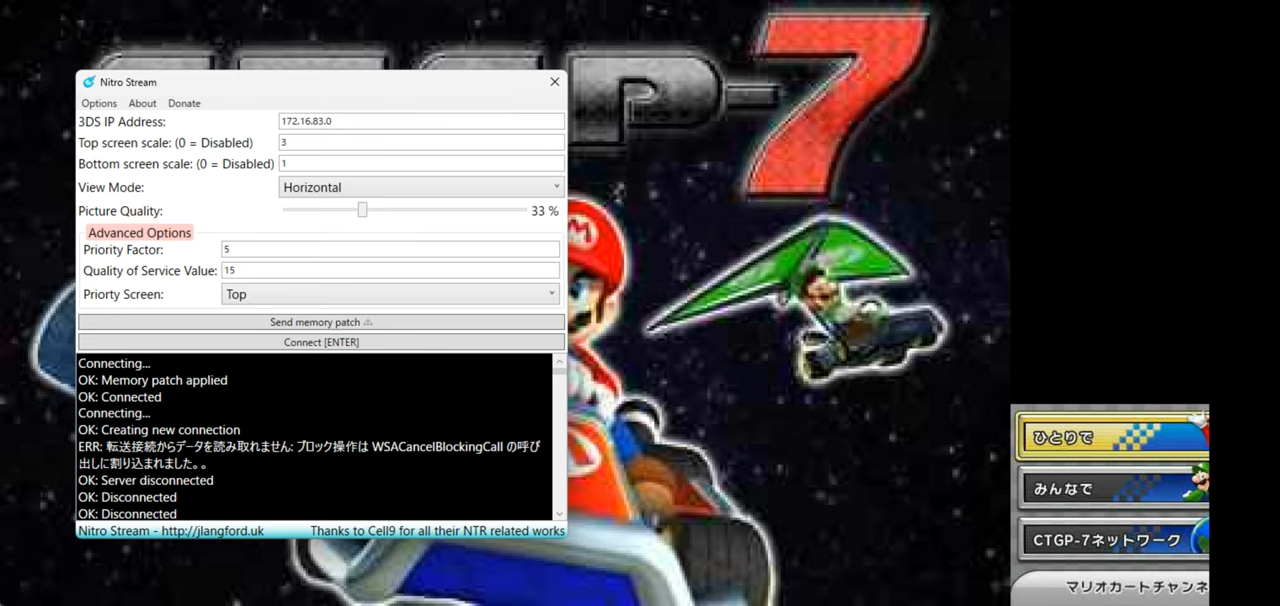 P-7
Nitro Stream
Options About Donate
3DS IP Address: 172.16.83.0
Top screen scale: (0 = Disabled) 3
Bottom screen scale: (0 = Disabled) 1
View Mode: Horizontal
Picture Quality: 33 %
Advanced Options
Priority Factor: 5
Quality of Service Value: 15
Priorty Screen: Top
Send memory patch ⚠
Connect [ENTER]
Connecting...
OK: Memory patch applied
OK: Connected
Connecting...
OK: Creating new connection
ERR: 転送接続からデータを読み取れません: ブロック操作は WSACancelBlockingCall の呼び
出しに割り込まれました。。
OK: Server disconnected
OK: Disconnected
OK: Disconnected
Nitro Stream - http://jlangford.uk Thanks to Cell9 for all their NTR related works
M
ひとりで
みんなで
CTGP-7ネットワーク
マリオカートチャンネ